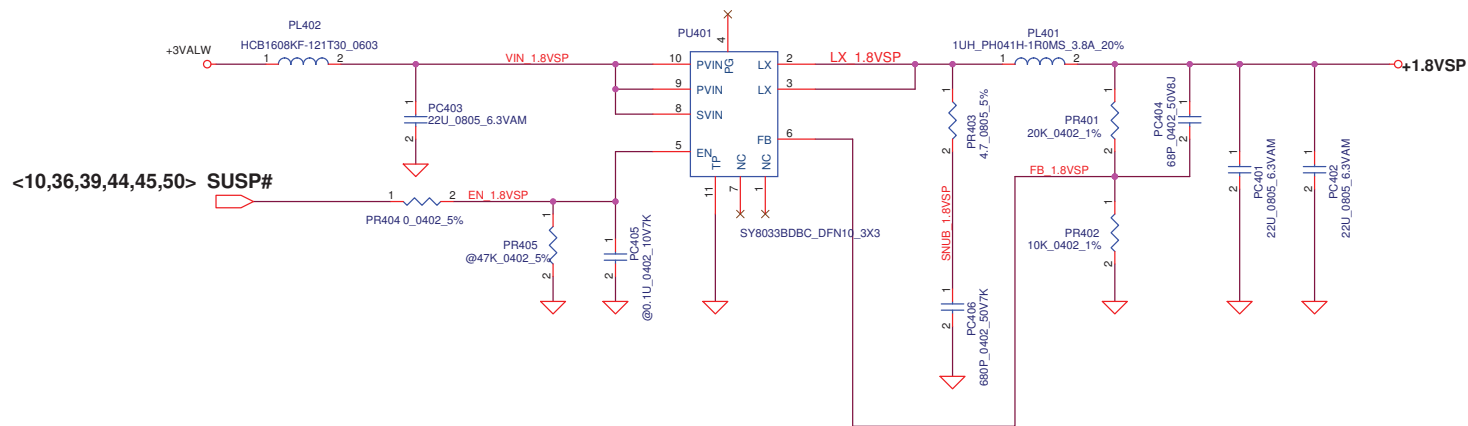 PL402
HCB1608KF-121T30_0603
+3VALW
1
2
VIN_1.8VSP
PC403
22U_0805_6.3VAM
1
2
PU401
4
PG
10
PVIN
9
PVIN
8
SVIN
5
EN
LX
2
LX
3
FB
6
TP
NC
NC
11
7
1
SY8033BDBC_DFN10_3X3
LX_1.8VSP
PL401
1UH_PH041H-1R0MS_3.8A_20%
1
2
+1.8VSP
PR403
4.7_0805_5%
1
2
SNUB_1.8VSP
PC406
680P_0402_50V7K
1
2
PR401
20K_0402_1%
1
2
PC404
68P_0402_50V8J
1
2
FB_1.8VSP
PR402
10K_0402_1%
1
2
PC401
22U_0805_6.3VAM
1
2
PC402
22U_0805_6.3VAM
1
2
<10,36,39,44,45,50> SUSP#
1
2
PR404 0_0402_5%
EN_1.8VSP
PR405
@47K_0402_5%
1
2
PC405
@0.1U_0402_10V7K
1
2